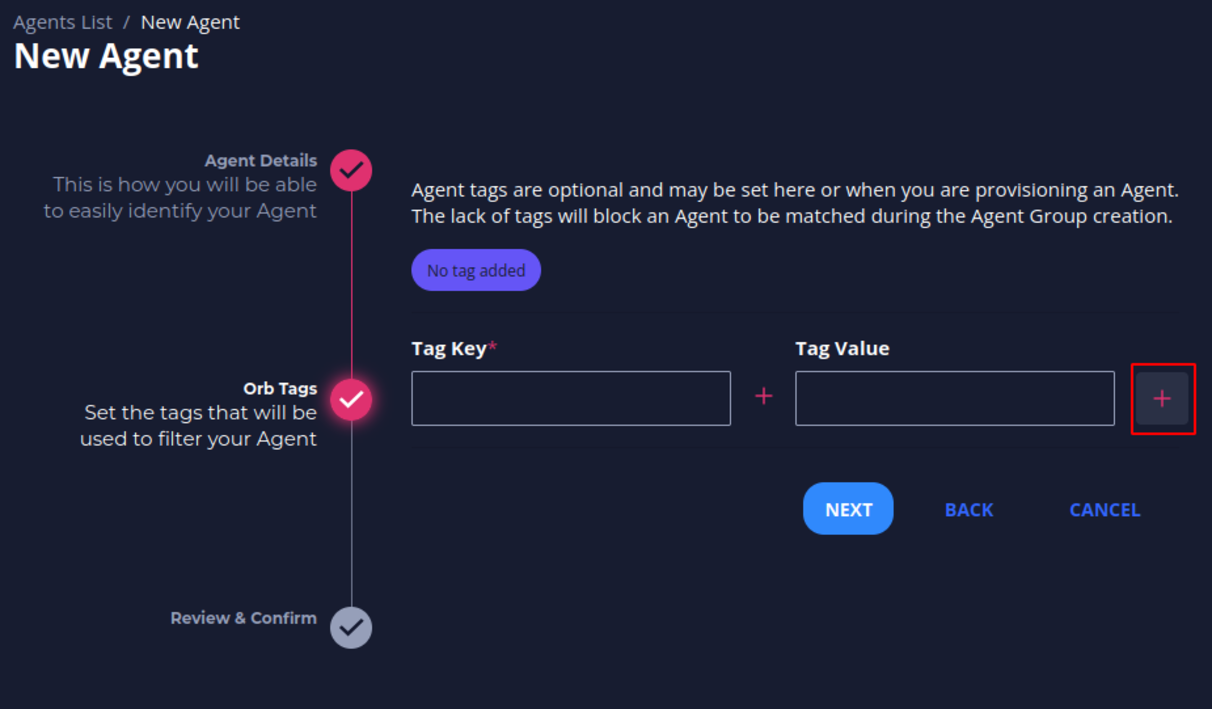 Agents List / New Agent
New Agent
Agent Details
This is how you will be able
to easily identify your Agent
Agent tags are optional and may be set here or when you are provisioning an Agent.
The lack of tags will block an Agent to be matched during the Agent Group creation.
No tag added
Tag Key*
Tag Value
+
+
Orb Tags
Set the tags that will be
used to filter your Agent
NEXT BACK CANCEL
Review & Confirm